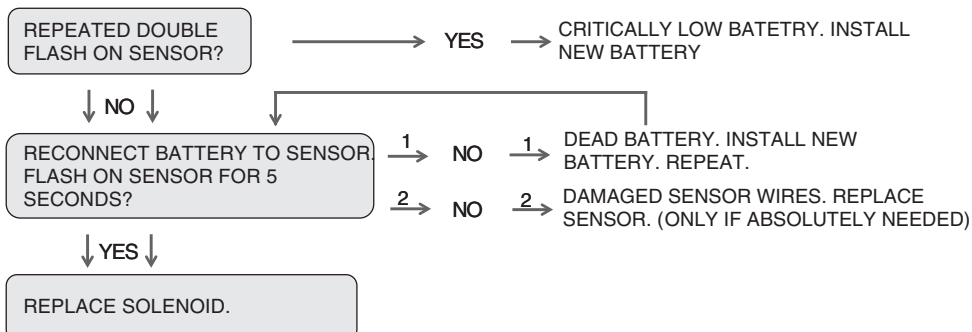 REPEATED DOUBLE
FLASH ON SENSOR?
YES
CRITICALLY LOW BATETRY. INSTALL
NEW BATTERY
NO
RECONNECT BATTERY TO SENSOR.
FLASH ON SENSOR FOR 5
SECONDS?
1
NO
1
DEAD BATTERY. INSTALL NEW
BATTERY. REPEAT.
2
NO
2
DAMAGED SENSOR WIRES. REPLACE
SENSOR. (ONLY IF ABSOLUTELY NEEDED)
YES
REPLACE SOLENOID.